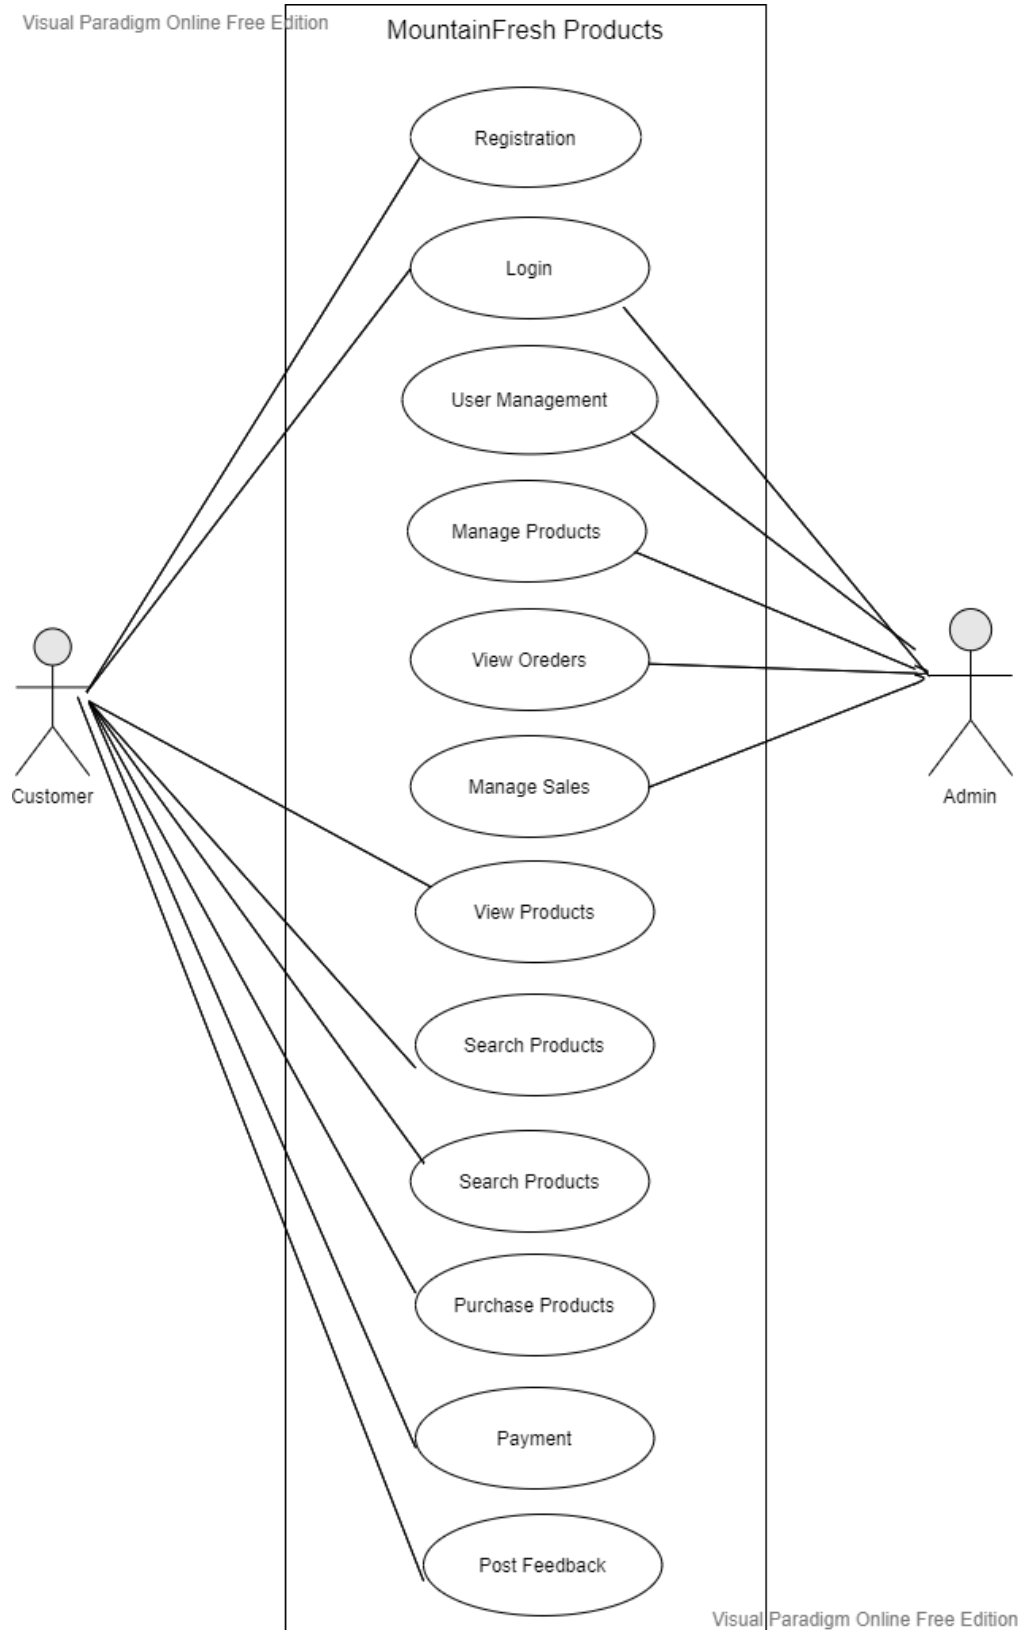 Visual Paradigm Online Free Edition
MountainFresh Products
Registration
Login
User Management
Manage Products
View Oreders
Manage Sales
Customer
Admin
View Products
Search Products
Search Products
Purchase Products
Payment
Post Feedback
Visual Paradigm Online Free Edition